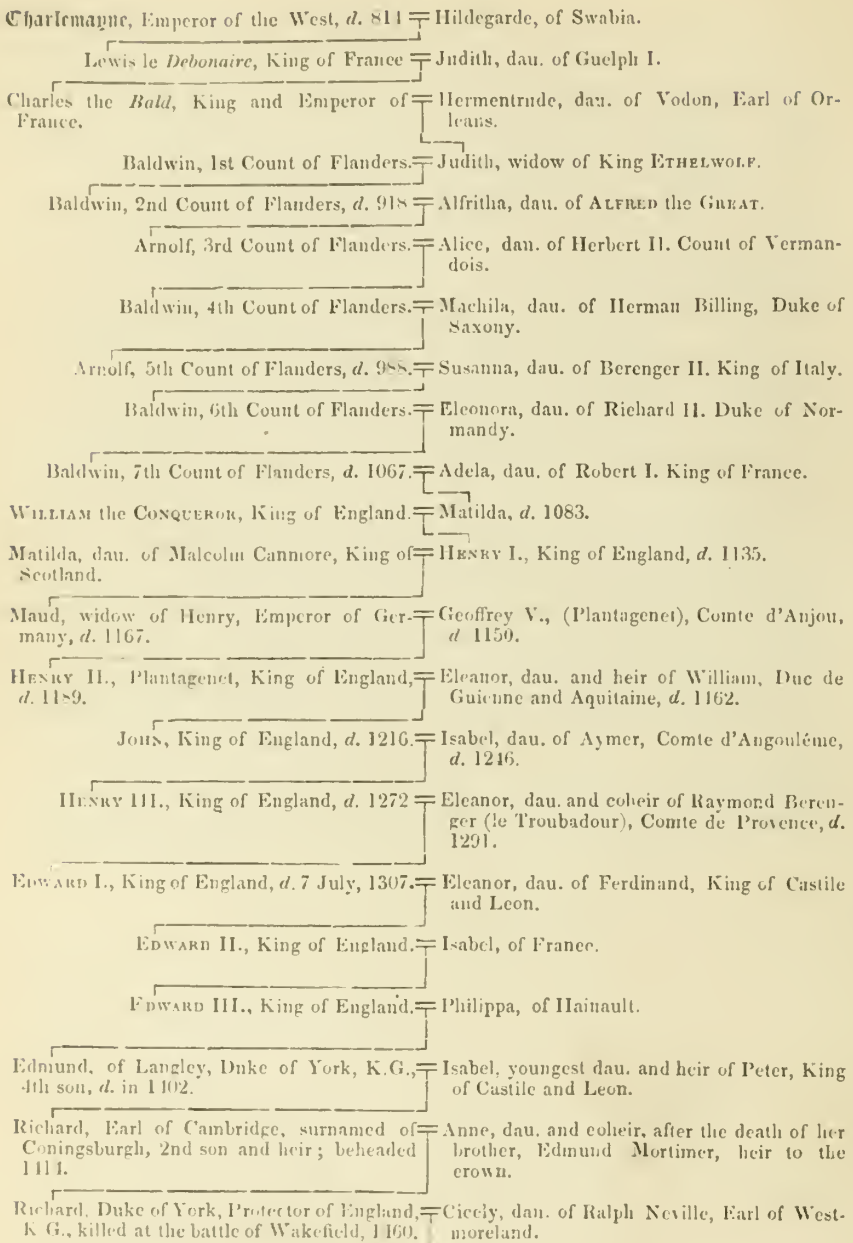 Charlemayne, Emperor of the West, d. 814 = Hildegarde, of Swabia.
Lewis le Debonaire, King of France = Judith, dau. of Guelph I.
Charles the Bald, King and Emperor of = Hermentrude, dau. of Vodon, Earl of Or-
France. leans.
Baldwin, 1st Count of Flanders. = Judith, widow of King ETHELWOLF.
Baldwin, 2nd Count of Flanders, d. 918 = Alfritha, dau. of ALFRED the GREAT.
Arnolf, 3rd Count of Flanders. = Alice, dau. of Herbert II. Count of Verman-
dois.
Baldwin, 4th Count of Flanders. = Machila, dau. of Herman Billing, Duke of
Saxony.
Arnolf, 5th Count of Flanders, d. 988. = Susanna, dau. of Berenger II. King of Italy.
Baldwin, 6th Count of Flanders. = Eleonora, dau. of Richard II. Duke of Nor-
mandy.
Baldwin, 7th Count of Flanders, d. 1067. = Adela, dau. of Robert I. King of France.
WILLIAM the CONQUEROR, King of England. = Matilda, d. 1083.
Matilda, dau. of Malcolm Canmore, King of = HENRY I., King of England, d. 1135.
Scotland.
Maud, widow of Henry, Emperor of Ger- = Geoffrey V., (Plantagenet), Comte d'Anjou,
many, d. 1167. d 1150.
HENRY II., Plantagenet, King of England, = Eleanor, dau. and heir of William, Duc de
d. 1189. Guienne and Aquitaine, d. 1162.
JOHN, King of England, d. 1216. = Isabel, dau. of Aymer, Comte d'Angouléme,
d. 1246.
HENRY III., King of England, d. 1272 = Eleanor, dau. and coheir of Raymond Beren-
ger (le Troubadour), Comte de Provence, d.
1291.
EDWARD I., King of England, d. 7 July, 1307. = Eleanor, dau. of Ferdinand, King of Castile
and Leon.
EDWARD II., King of England. = Isabel, of France.
EDWARD III., King of England. = Philippa, of Hainault.
Edmund, of Langley, Duke of York, K.G., = Isabel, youngest dau. and heir of Peter, King
4th son, d. in 1402. of Castile and Leon.
Richard, Earl of Cambridge, surnamed of = Anne, dau. and coheir, after the death of her
Coningsburgh, 2nd son and heir; beheaded brother, Edmund Mortimer, heir to the
1414. crown.
Richard, Duke of York, Protector of England, = Cicely, dau. of Ralph Neville, Earl of West-
K G., killed at the battle of Wakefield, 1460. moreland.